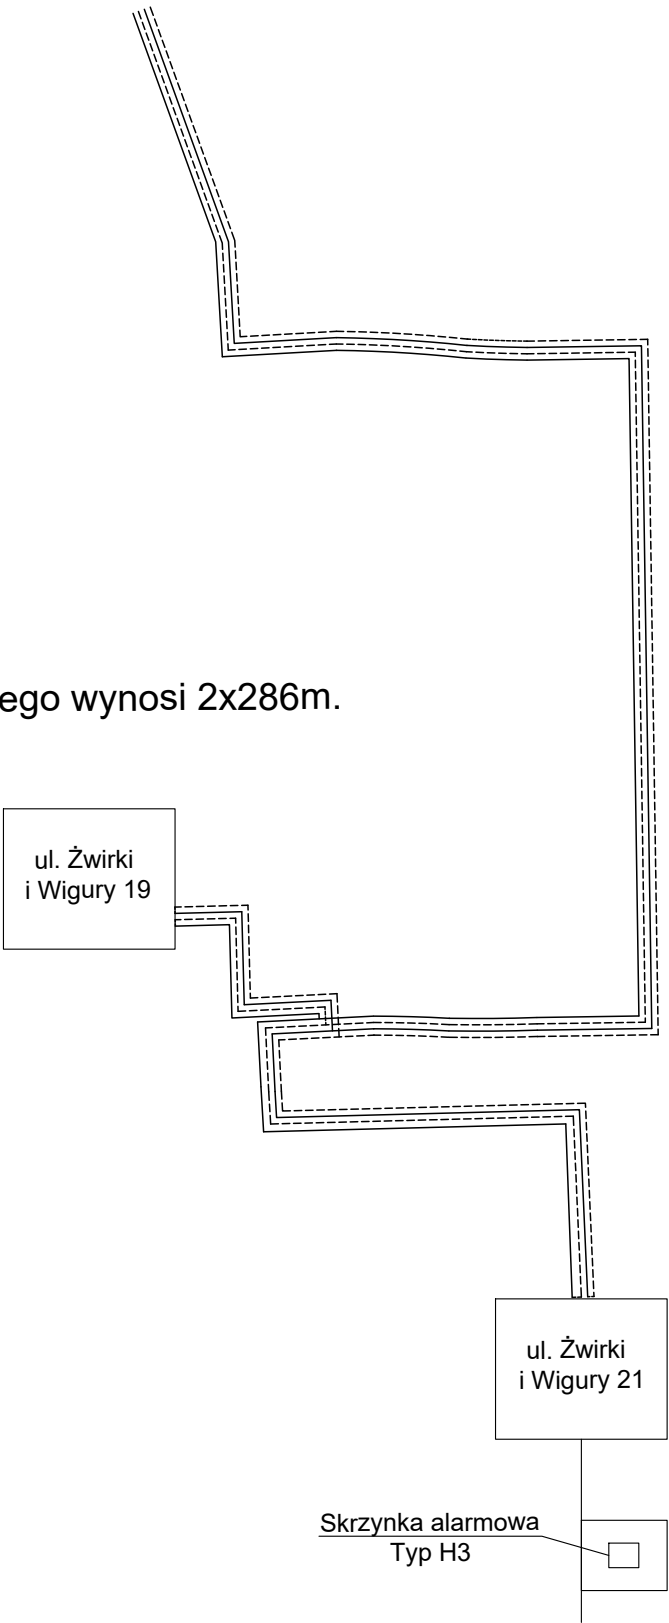 ego wynosi 2x286m.
ul. Żwirki
i Wigury 19
ul. Żwirki
i Wigury 21
Skrzynka alarmowa
Typ H3